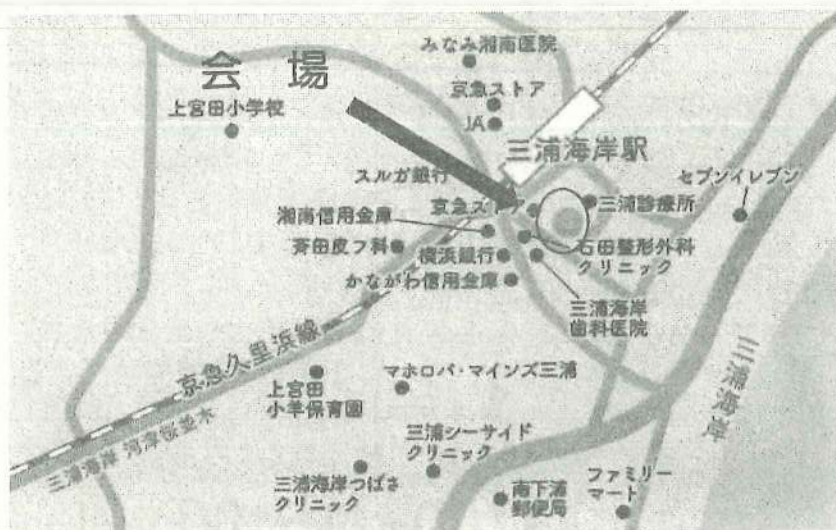 会場
みなみ湘南医院
京急ストア
JA
上宮田小学校
三浦海岸駅
スルガ銀行
セブンイレブン
京急ストア
三浦診療所
湘南信用金庫
斉田皮フ科
横浜銀行
石田整形外科
クリニック
かながわ信用金庫
三浦海岸
歯科医院
京急久里浜線
三浦海岸
上宮田
小羊保育園
マホロバ・マインズ三浦
三浦海岸 河津桜並木
三浦シーサイド
クリニック
三浦海岸つばさ
クリニック
南下浦
郵便局
ファミリー
マート